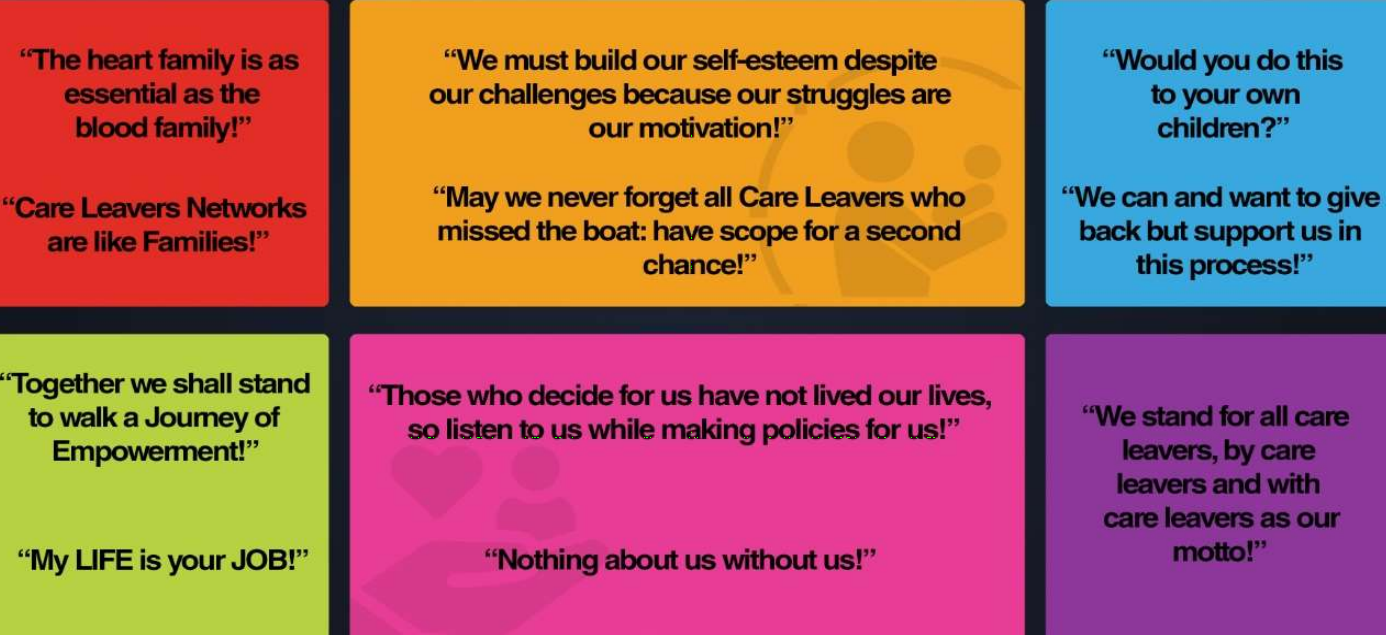 “The heart family is as
essential as the
blood family!”
“Care Leavers Networks
are like Families!”
“We must build our self-esteem despite
our challenges because our struggles are
our motivation!”
“May we never forget all Care Leavers who
missed the boat: have scope for a second
chance!”
“Would you do this
to your own
children?”
“We can and want to give
back but support us in
this process!”
“Together we shall stand
to walk a Journey of
Empowerment!”
“My LIFE is your JOB!”
“Those who decide for us have not lived our lives,
so listen to us while making policies for us!”
“Nothing about us without us!”
“We stand for all care
leavers, by care
leavers and with
care leavers as our
motto!”